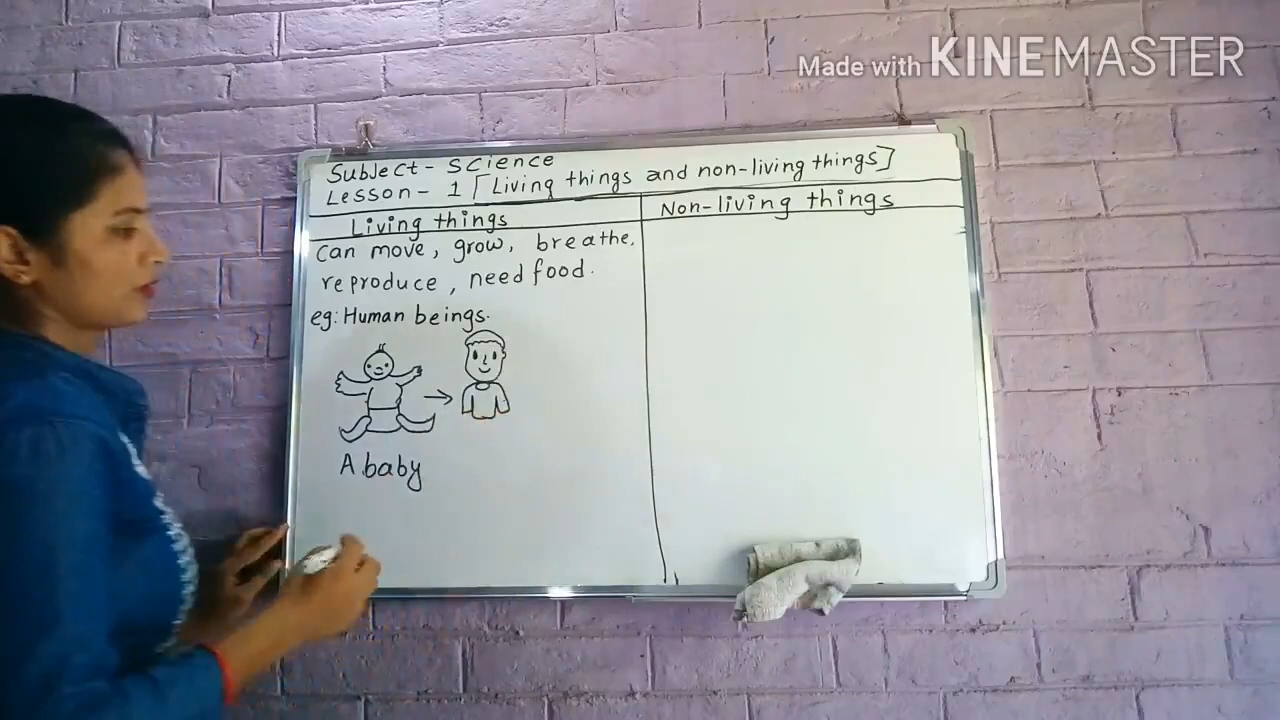 Made with KINEMASTER
Subject - Science
Lesson - 1 [Living things and non-living things]
Living things
Non-living things
can move, grow, breathe,
reproduce, need food.
eg: Human beings.
A baby